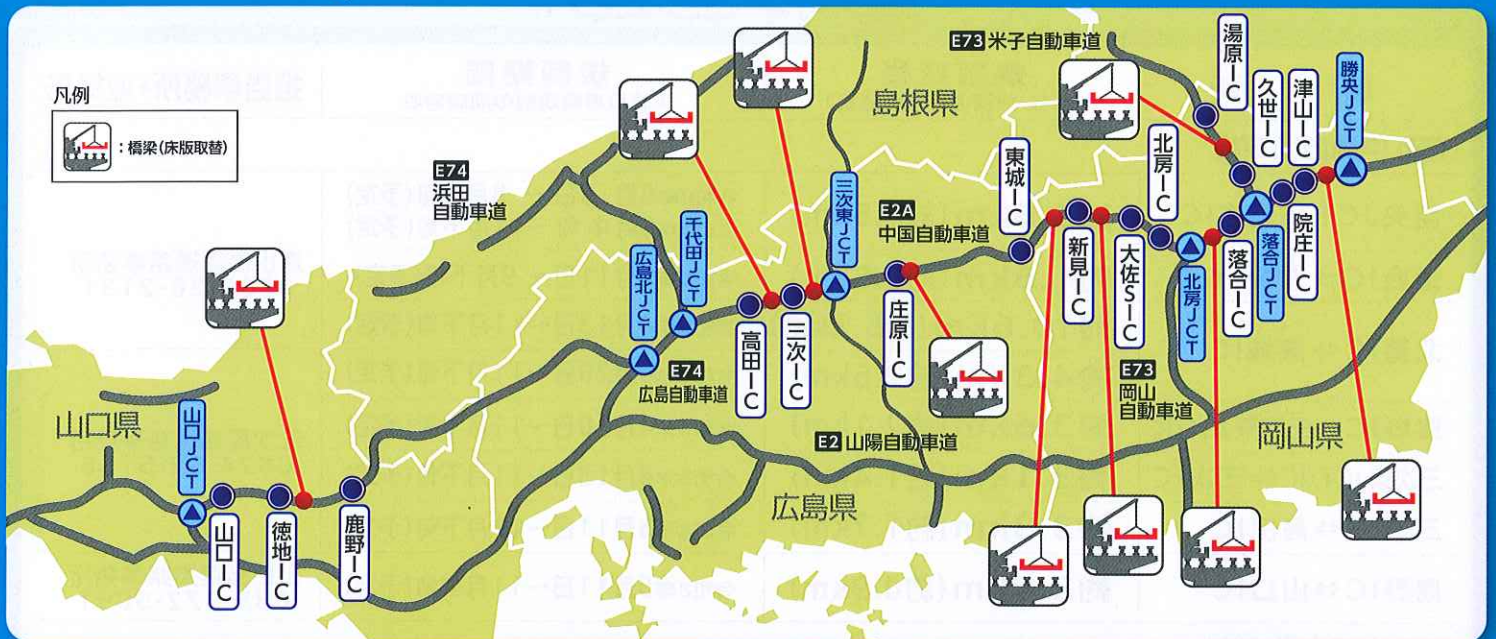 凡例
：橋梁(床版取替)
E73 米子自動車道
島根県
湯原IC
久世IC
津山IC
勝央JCT
E74
浜田
自動車道
三次東JCT
E2A
中国自動車道
東城IC
北房IC
千代田JCT
広島北JCT
高田IC
三次IC
庄原IC
新見IC
大佐SIC
北房JCT
落合IC
落合JCT
院庄IC
E74
広島自動車道
E73
岡山
自動車道
E2 山陽自動車道
岡山県
広島県
山口県
山口JCT
山口IC
徳地IC
鹿野IC